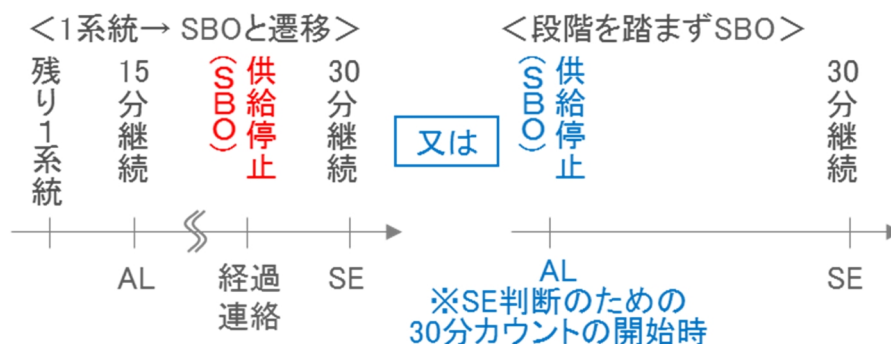 ＜1系統→ SBOと遷移＞
残り1系統
15分継続
供給停止
（SBO）
30分継続
AL
経過
連絡
SE
又は
＜段階を踏まずSBO＞
供給停止
（SBO）
30分継続
AL
※SE判断のための
30分カウントの開始時
SE